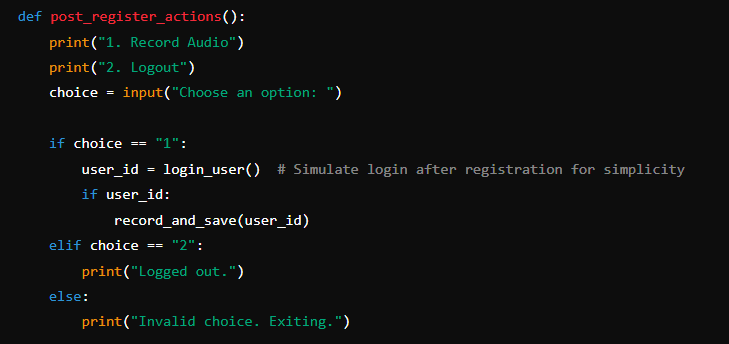 def post_register_actions():
    print("1. Record Audio")
    print("2. Logout")
    choice = input("Choose an option: ")

    if choice == "1":
        user_id = login_user()  # Simulate login after registration for simplicity
        if user_id:
            record_and_save(user_id)
    elif choice == "2":
        print("Logged out.")
    else:
        print("Invalid choice. Exiting.")